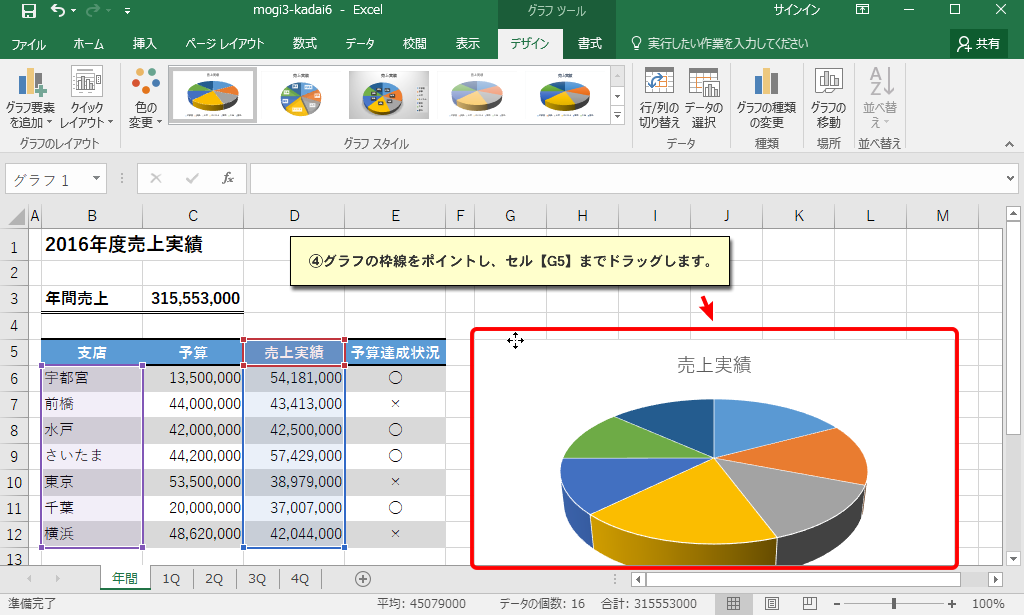 mogi3-kadai6 - Excel
グラフ ツール
サインイン
ファイル ホーム 挿入 ページ レイアウト 数式 データ 校閲 表示 デザイン 書式 実行したい作業を入力してください 共有
グラフ要素を追加
クイックレイアウト
色の変更
行/列の切り替え
データの選択
グラフの種類の変更
グラフの移動
並べ替え
グラフのレイアウト グラフ スタイル データ 種類 場所 並べ替え
グラフ 1 fx
A B C D E F G H I J K L M
1 2016年度売上実績
④グラフの枠線をポイントし、セル【G5】までドラッグします。
2
3 年間売上 315,553,000
4
5 支店 予算 売上実績 予算達成状況
売上実績
6 宇都宮 13,500,000 54,181,000 〇
7 前橋 44,000,000 43,413,000 ×
8 水戸 42,000,000 42,500,000 〇
9 さいたま 44,200,000 57,429,000 〇
10 東京 53,500,000 38,979,000 ×
11 千葉 20,000,000 37,007,000 〇
12 横浜 48,620,000 42,044,000 ×
13
年間 1Q 2Q 3Q 4Q
準備完了 平均: 45079000 データの個数: 16 合計: 315553000 100%